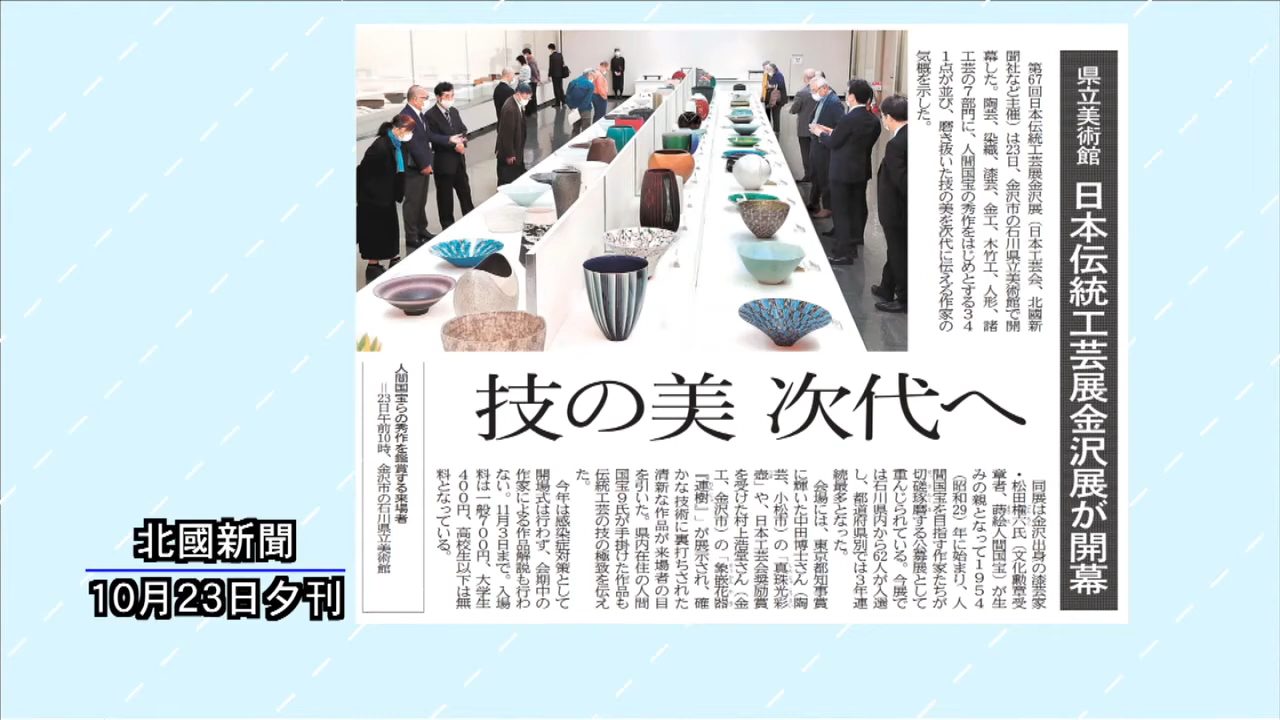 県立美術館 日本伝統工芸展金沢展が開幕
技の美 次代へ
第67回日本伝統工芸展金沢展(日本工芸会、北國新
聞社など主催)は23日、金沢市の石川県立美術館で開
幕した。陶芸、染織、漆芸、金工、木竹工、人形、諸
工芸の7部門に、人間国宝の秀作をはじめとする34
1点が並び、磨き抜いた技の美を次代に伝える作家の
気概を示した。
同展は金沢出身の漆芸家
・松田権六氏(文化勲章受
章者、蒔絵人間国宝)が生
みの親となって1954
(昭和29)年に始まり、人
間国宝を目指す作家たちが
切磋琢磨する公募展として
重んじられている。今展で
は石川県内から62人が入選
し、都道府県別では3年連
続最多となった。
会場には、東京都知事賞
に輝いた中田博士さん(陶
芸、小松市)の「真珠光彩
壺」や、日本工芸会奨励賞
を受けた村上浩堂さん(金
工、金沢市)の「象嵌花器
『連樹』」が展示され、確
かな技術に裏打ちされた
清新な作品が来場者の目
を引いた。県内在住の人間
国宝9氏が手掛けた作品も
伝統工芸の技の極致を伝え
た。
今年は感染症対策として
開場式は行わず、会期中の
作家による作品解説も行わ
ない。11月3日まで。入場
料は一般700円、大学生
400円、高校生以下は無
料となっている。
人間国宝らの秀作を鑑賞する来場者
=23日午前10時、金沢市の石川県立美術館
北國新聞
10月23日夕刊